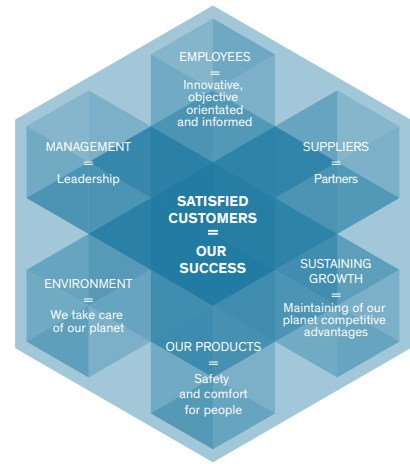 EMPLOYEES
=
Innovative,
objective
orientated
and informed
MANAGEMENT
=
Leadership
SUPPLIERS
=
Partners
SATISFIED
CUSTOMERS
=
OUR
SUCCESS
ENVIRONMENT
=
We take care
of our planet
SUSTAINING
GROWTH
=
Maintaining of our
planet competitive
advantages
OUR PRODUCTS
=
Safety
and comfort
for people